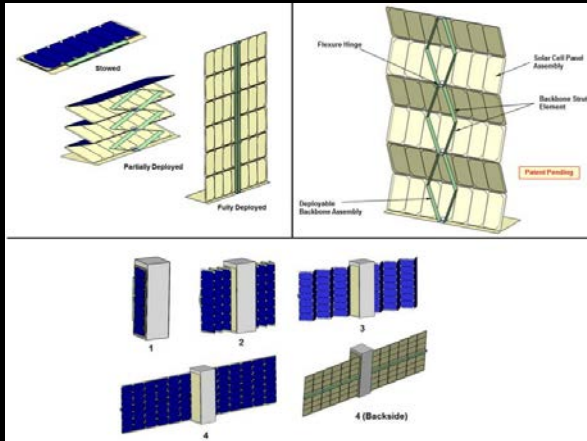 Stowed
Partially Deployed
Fully Deployed
Flexure Hinge
Solar Cell Panel
Assembly
Backbone Strut
Element
Patent Pending
Deployable
Backbone Assembly
1
2
3
4
4 (Backside)